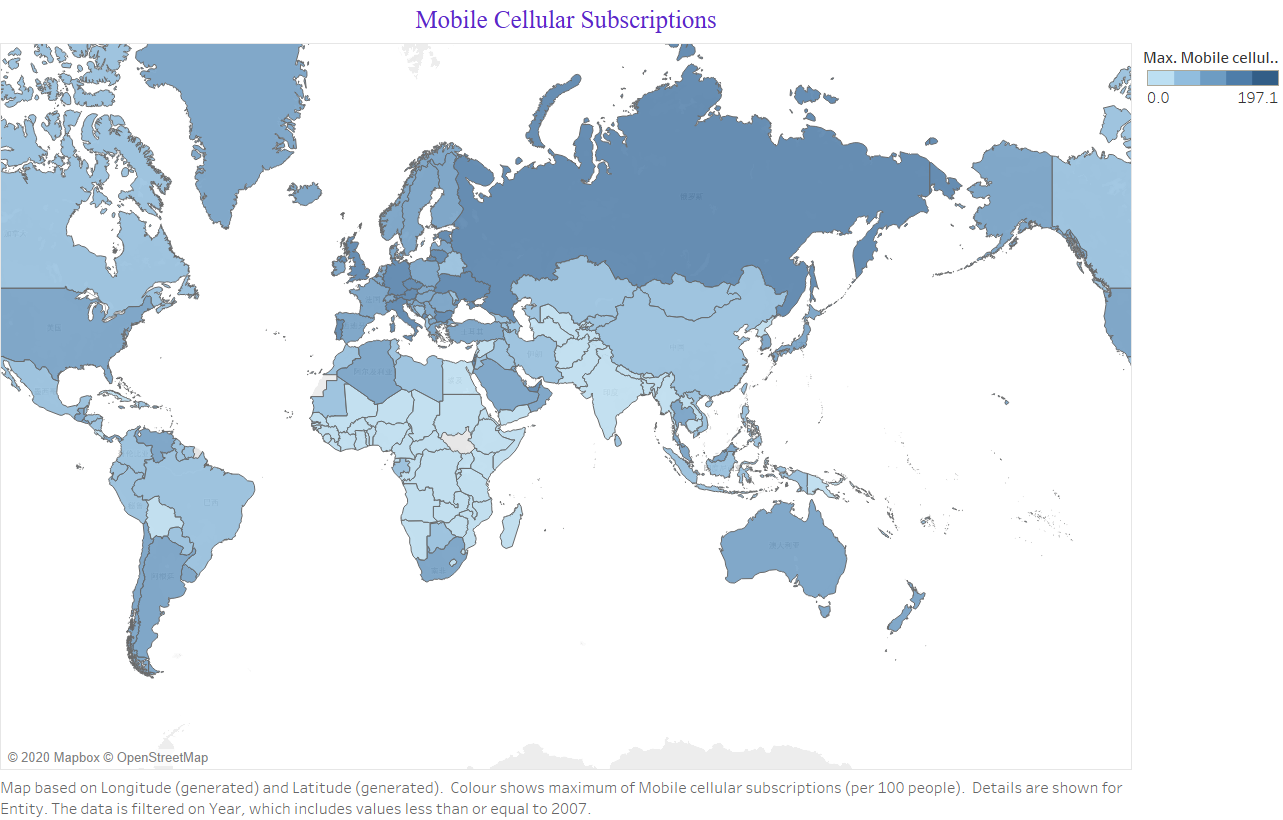 Mobile Cellular Subscriptions
Max. Mobile cellul..
0.0 197.1
© 2020 Mapbox © OpenStreetMap
Map based on Longitude (generated) and Latitude (generated). Colour shows maximum of Mobile cellular subscriptions (per 100 people). Details are shown for
Entity. The data is filtered on Year, which includes values less than or equal to 2007.